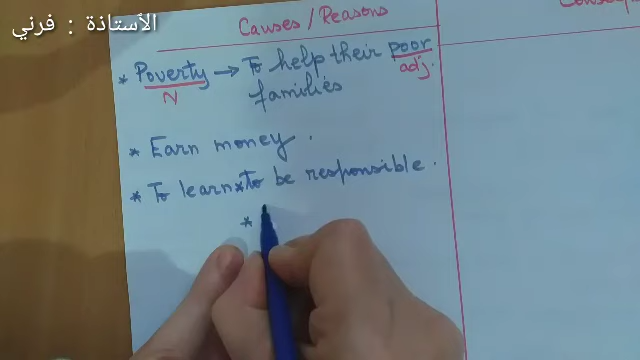 الأستاذة : فرني
Causes / Reasons
* Poverty → To help their poor
N
adj.
families
* Earn money.
* To learn * to be responsible.
*